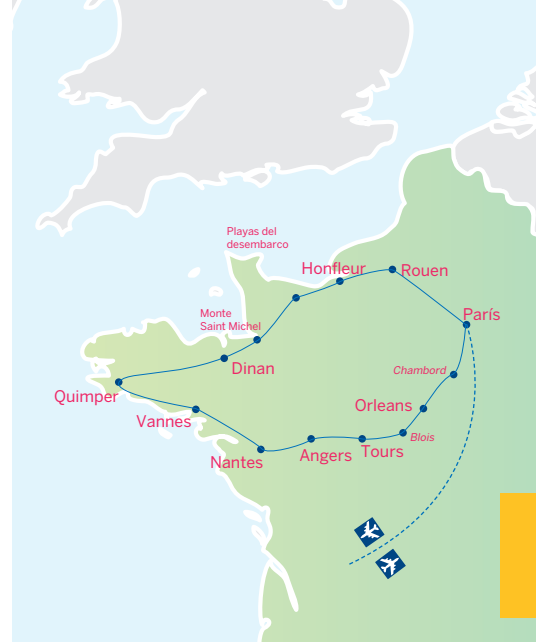 Playas del
desembarco
Honfleur
Rouen
Monte
Saint Michel
París
Dinan
Chambord
Quimper
Orleans
Vannes
Blois
Nantes
Angers
Tours